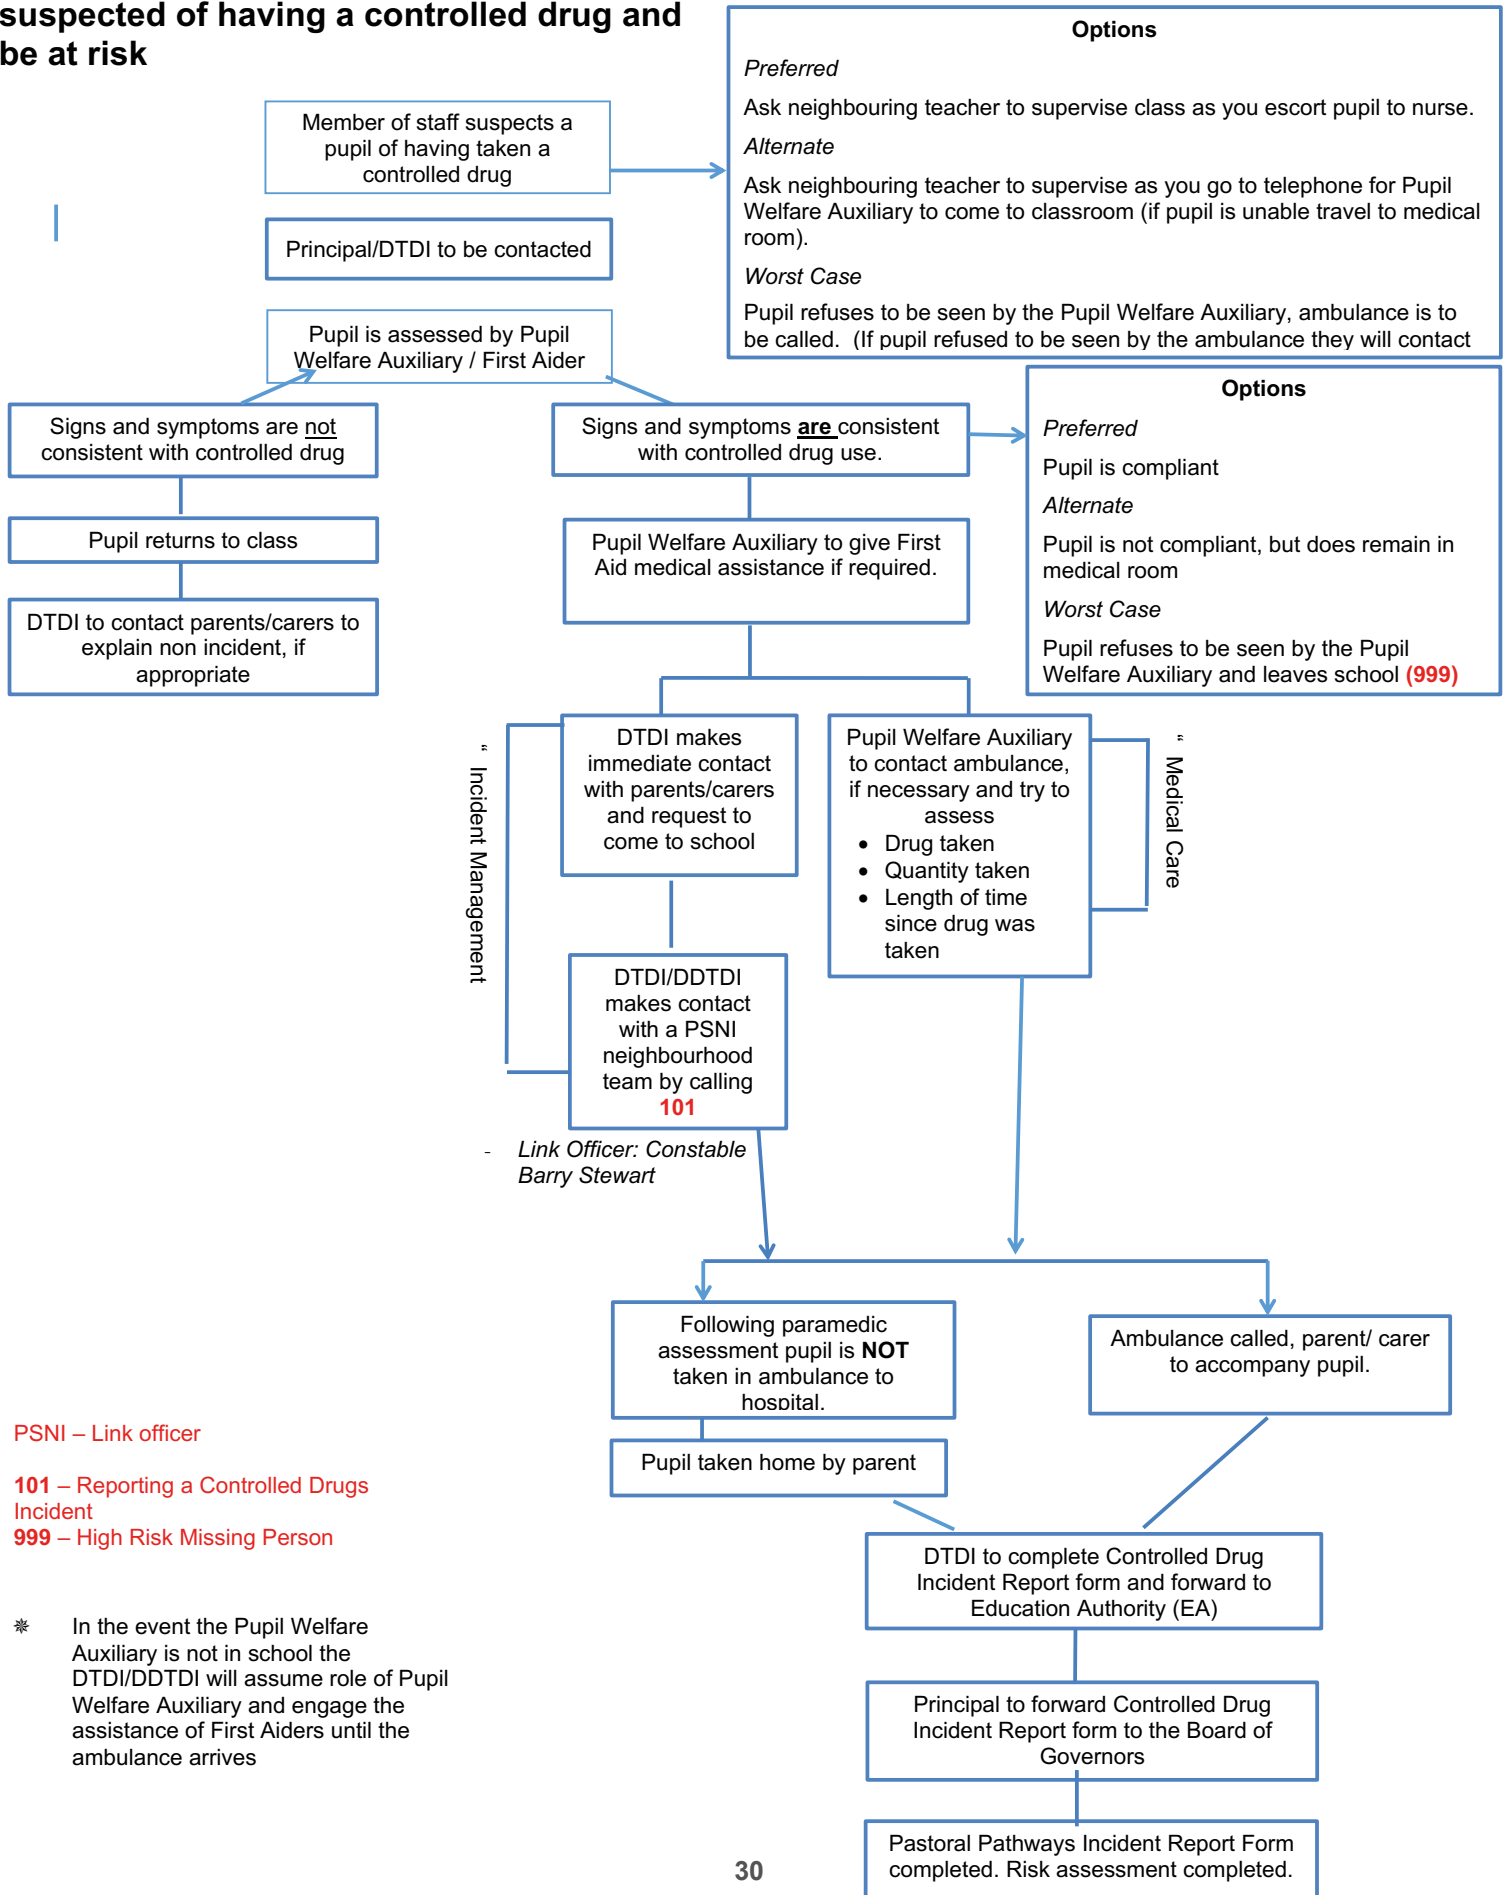 suspected of having a controlled drug and
be at risk
Options
Preferred
Ask neighbouring teacher to supervise class as you escort pupil to nurse.
Alternate
Ask neighbouring teacher to supervise as you go to telephone for Pupil
Welfare Auxiliary to come to classroom (if pupil is unable travel to medical
room).
Worst Case
Pupil refuses to be seen by the Pupil Welfare Auxiliary, ambulance is to
be called.  (If pupil refused to be seen by the ambulance they will contact
Member of staff suspects a
pupil of having taken a
controlled drug
Principal/DTDI to be contacted
Pupil is assessed by Pupil
Welfare Auxiliary / First Aider
Signs and symptoms are not
consistent with controlled drug
Pupil returns to class
DTDI to contact parents/carers to
explain non incident, if
appropriate
Signs and symptoms are consistent
with controlled drug use.
Options
Preferred
Pupil is compliant
Alternate
Pupil is not compliant, but does remain in
medical room
Worst Case
Pupil refuses to be seen by the Pupil
Welfare Auxiliary and leaves school (999)
Pupil Welfare Auxiliary to give First
Aid medical assistance if required.
“ Incident Management
DTDI makes
immediate contact
with parents/carers
and request to
come to school
Pupil Welfare Auxiliary
to contact ambulance,
if necessary and try to
assess
• Drug taken
• Quantity taken
• Length of time
since drug was
taken
“ Medical Care
DTDI/DDTDI
makes contact
with a PSNI
neighbourhood
team by calling
101
- Link Officer: Constable
Barry Stewart
Following paramedic
assessment pupil is NOT
taken in ambulance to
hospital.
Ambulance called, parent/ carer
to accompany pupil.
Pupil taken home by parent
PSNI – Link officer
101 – Reporting a Controlled Drugs
Incident
999 – High Risk Missing Person
✵ In the event the Pupil Welfare
Auxiliary is not in school the
DTDI/DDTDI will assume role of Pupil
Welfare Auxiliary and engage the
assistance of First Aiders until the
ambulance arrives
DTDI to complete Controlled Drug
Incident Report form and forward to
Education Authority (EA)
Principal to forward Controlled Drug
Incident Report form to the Board of
Governors
Pastoral Pathways Incident Report Form
completed. Risk assessment completed.
30